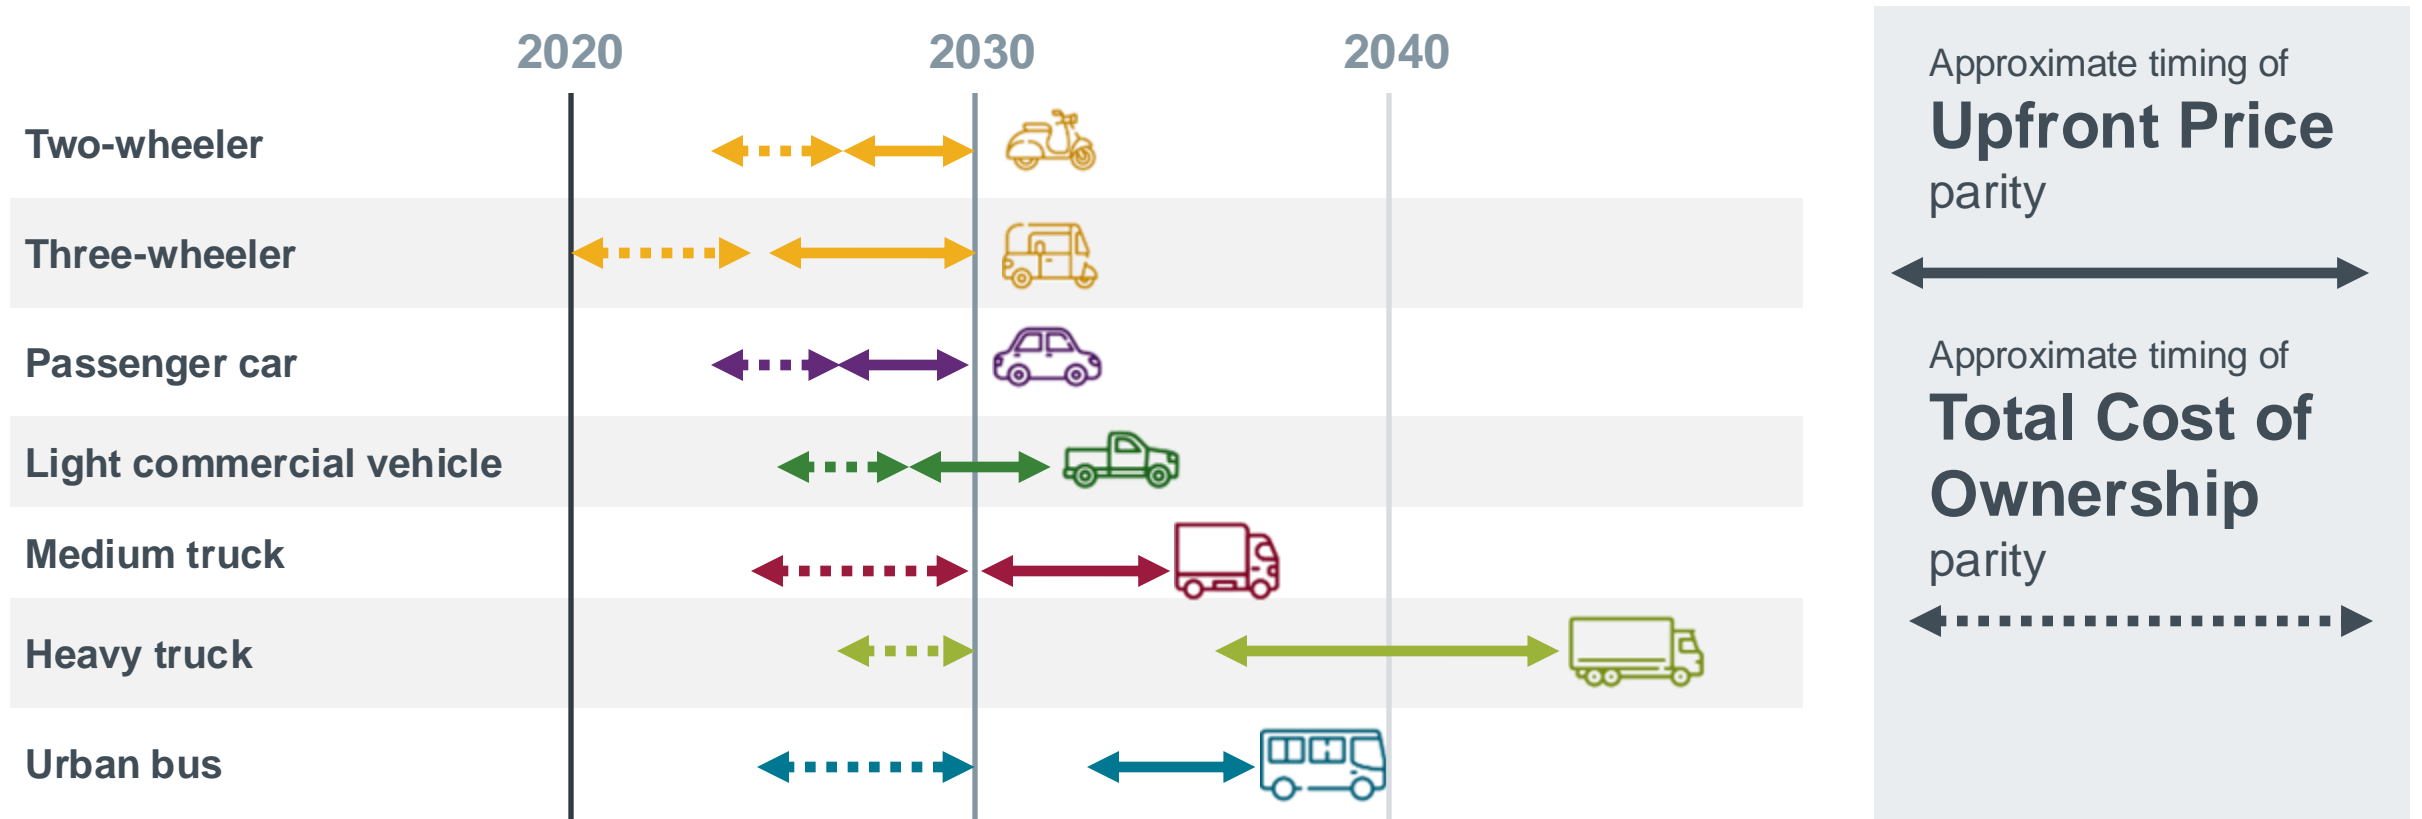 2020
2030
2040
Two-wheeler
Three-wheeler
Passenger car
Light commercial vehicle
Medium truck
Heavy truck
Urban bus
Approximate timing of
Upfront Price
parity
Approximate timing of
Total Cost of
Ownership
parity